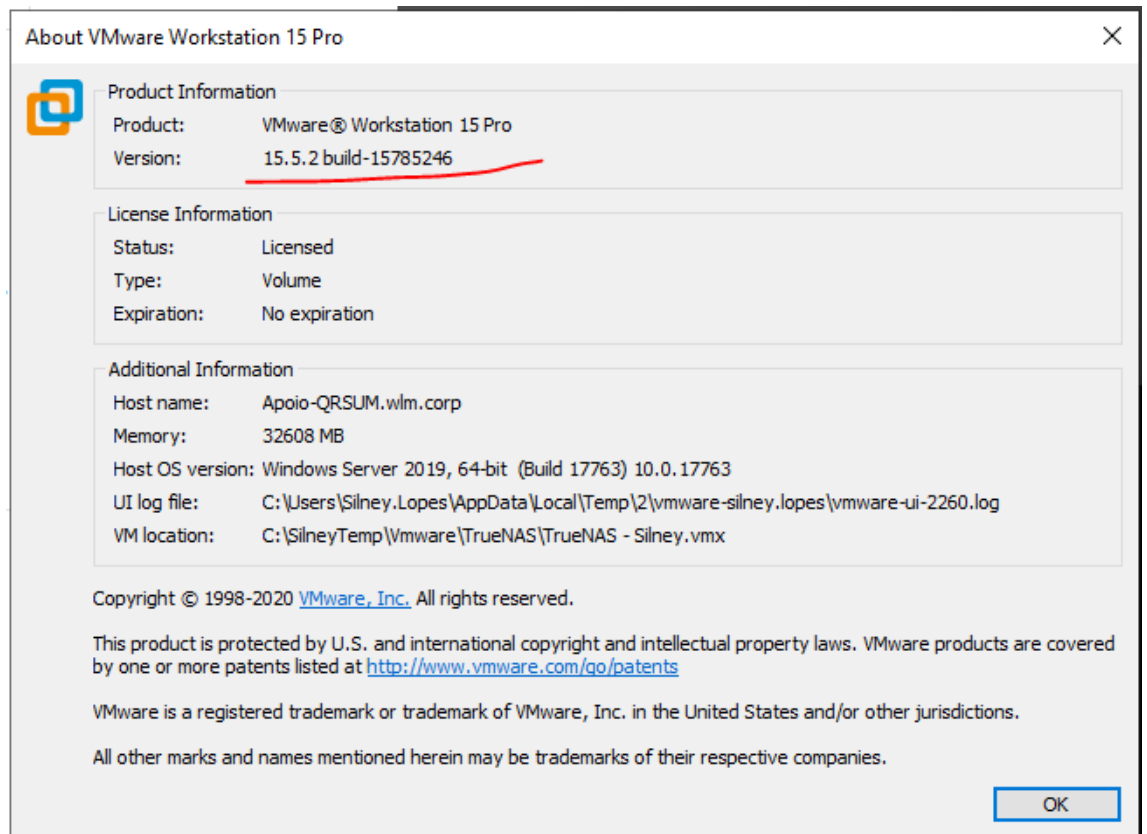 About VMware Workstation 15 Pro
Product Information
Product: VMware® Workstation 15 Pro
Version: 15.5.2 build-15785246
License Information
Status: Licensed
Type: Volume
Expiration: No expiration
Additional Information
Host name: Apoio-QRSUM.wlm.corp
Memory: 32608 MB
Host OS version: Windows Server 2019, 64-bit (Build 17763) 10.0.17763
UI log file: C:\Users\Silney.Lopes\AppData\Local\Temp\2\vmware-silney.lopes\vmware-ui-2260.log
VM location: C:\SilneyTemp\Vmware\TrueNAS\TrueNAS - Silney.vmx
Copyright © 1998-2020 VMware, Inc. All rights reserved.
This product is protected by U.S. and international copyright and intellectual property laws. VMware products are covered
by one or more patents listed at http://www.vmware.com/go/patents
VMware is a registered trademark or trademark of VMware, Inc. in the United States and/or other jurisdictions.
All other marks and names mentioned herein may be trademarks of their respective companies.
OK